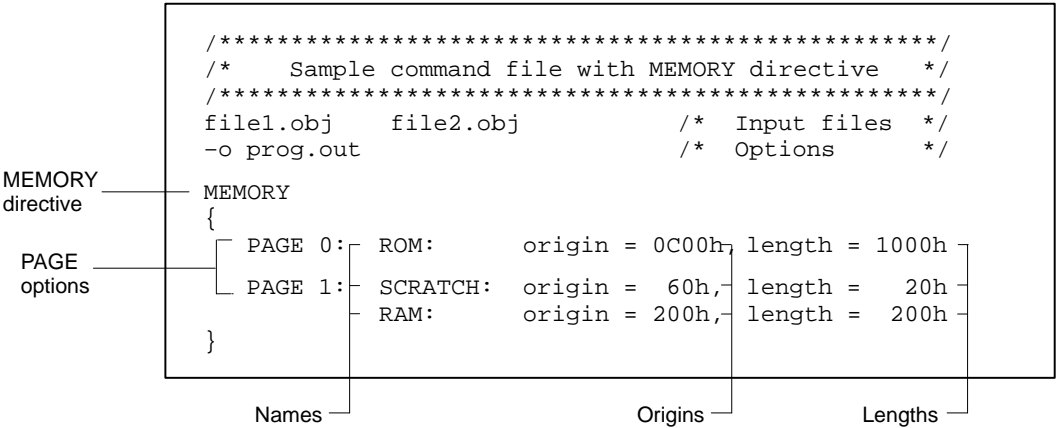 /**************************************************/
/*    Sample command file with MEMORY directive   */
/**************************************************/
file1.obj    file2.obj           /*  Input files  */
–o prog.out                      /*  Options      */
MEMORY
directive
MEMORY
{
PAGE
options
PAGE 0:  ROM:      origin = 0C00h, length = 1000h
PAGE 1:  SCRATCH:  origin =  60h,  length =   20h
RAM:      origin = 200h,  length =  200h
}
Names
Origins
Lengths